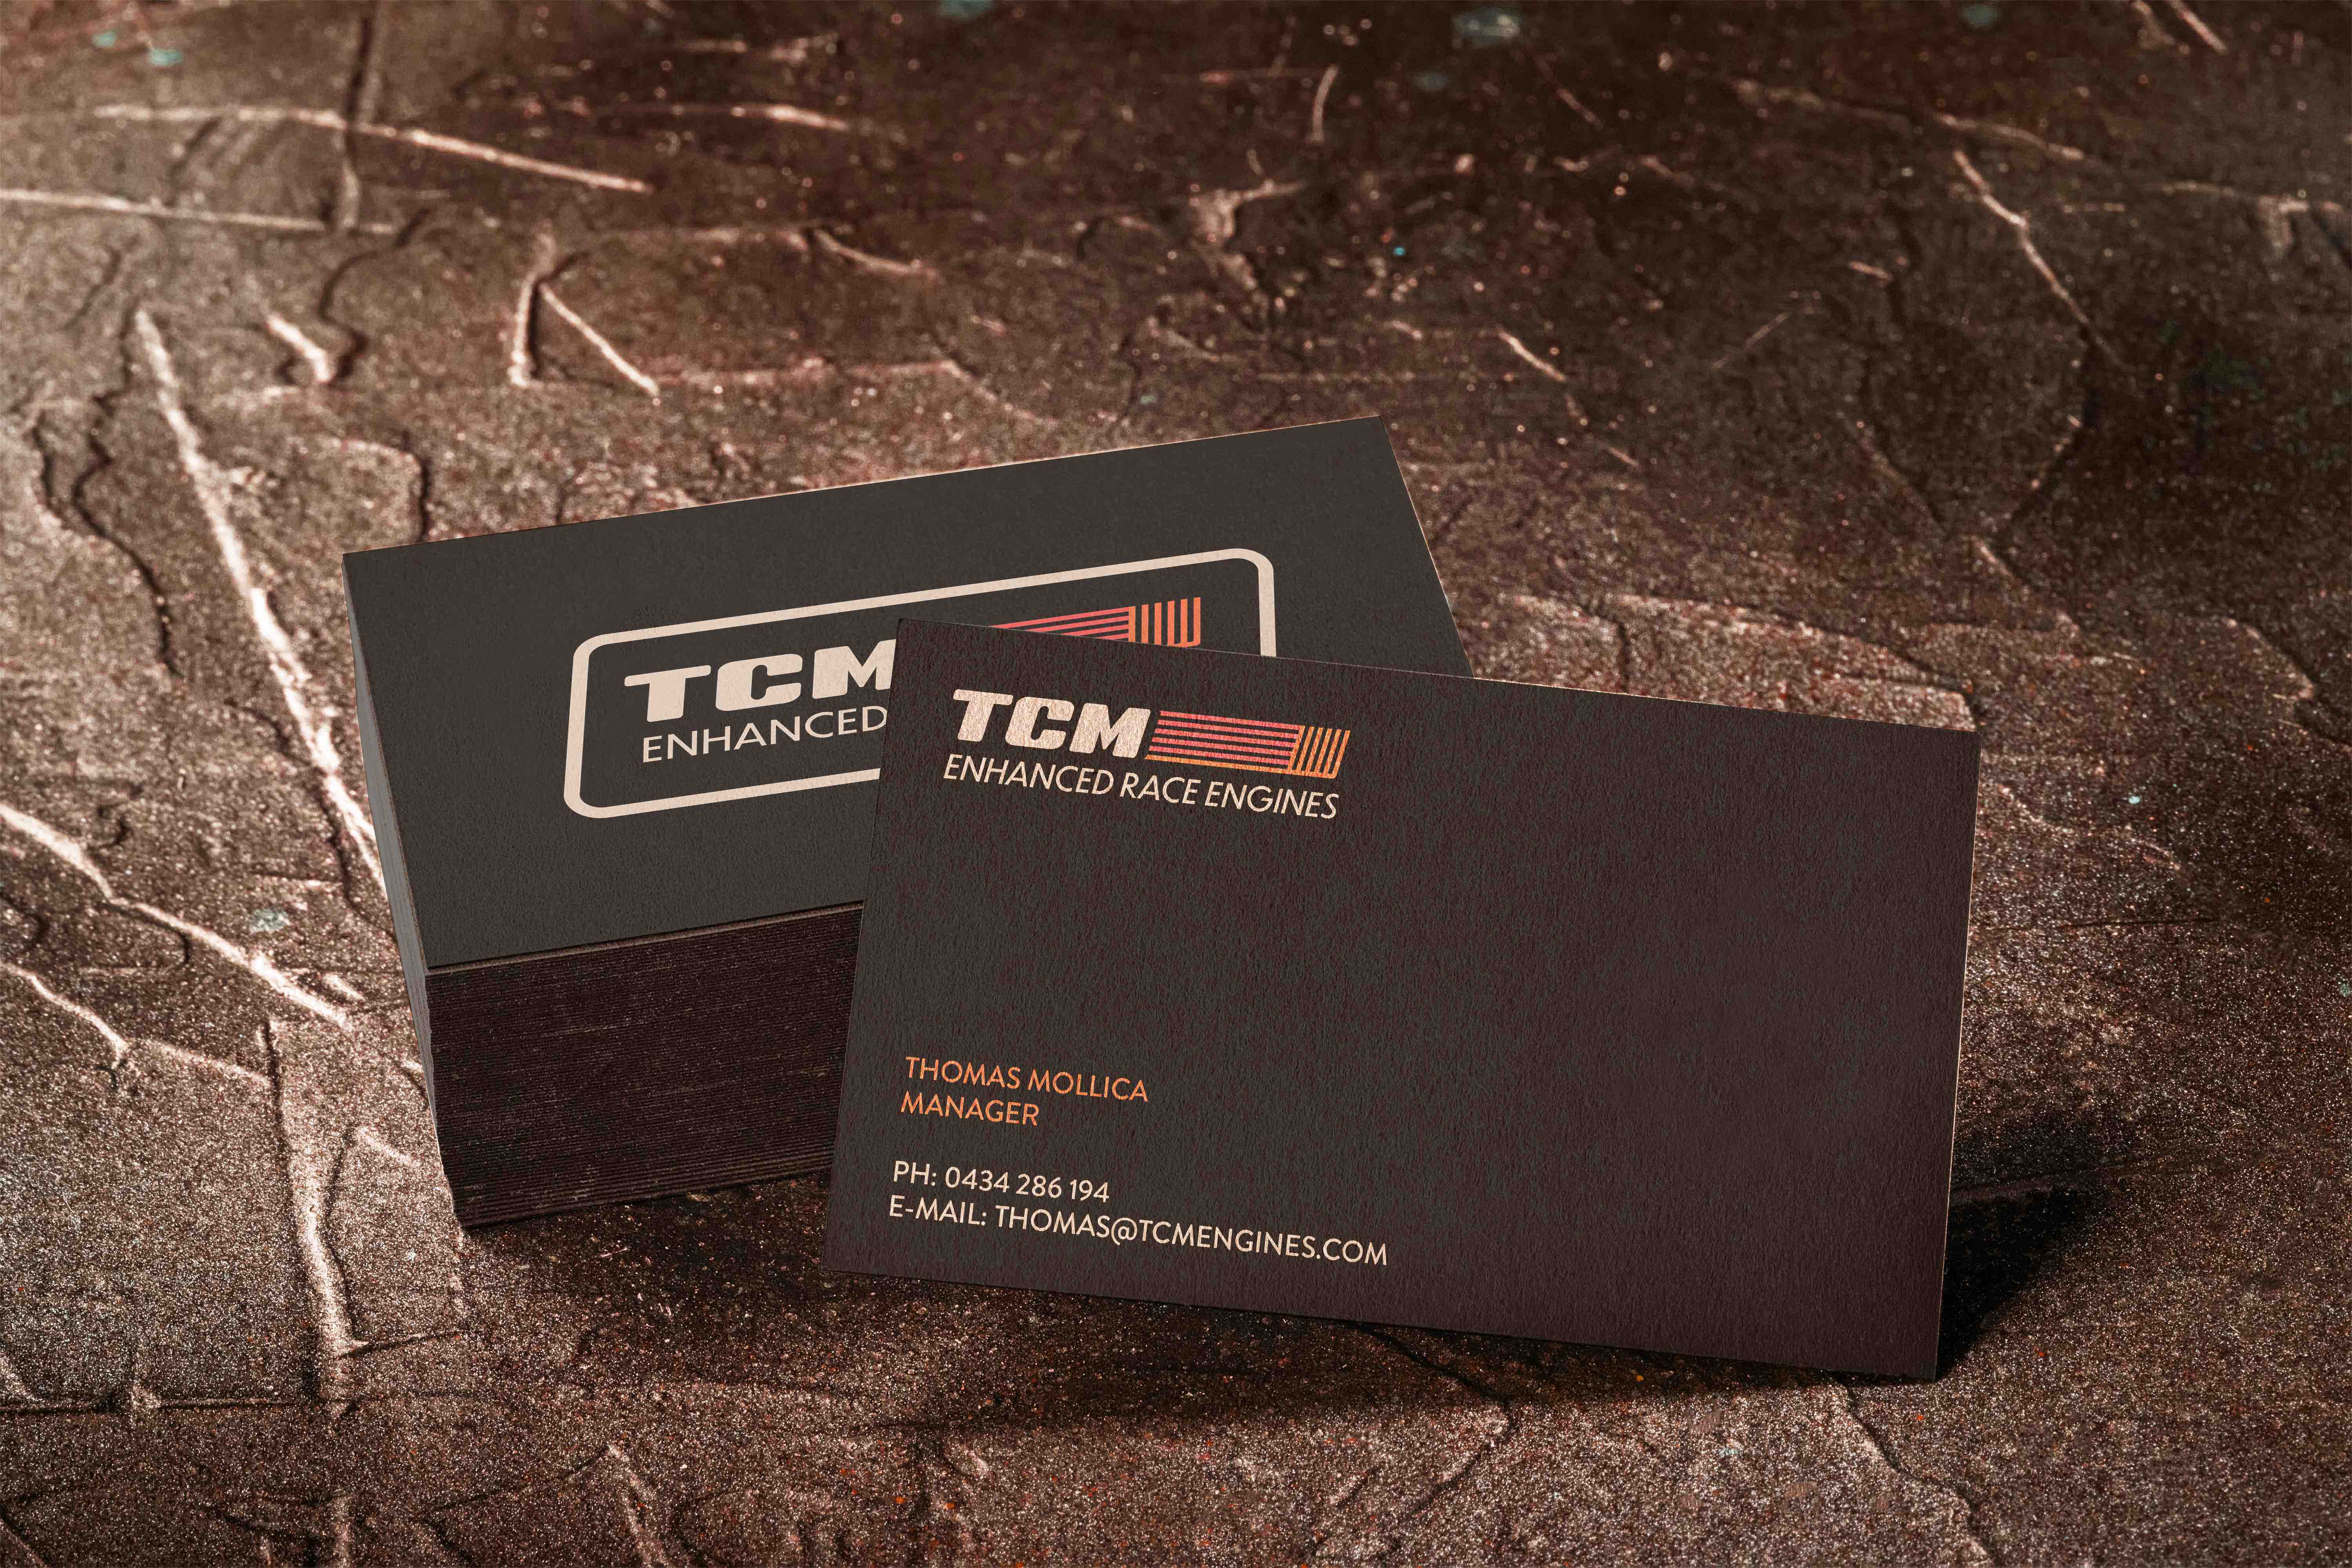 TCM
ENHANCED
TCM
ENHANCED RACE ENGINES
THOMAS MOLLICA
MANAGER
PH: 0434 286 194
E-MAIL: THOMAS@TCMENGINES.COM